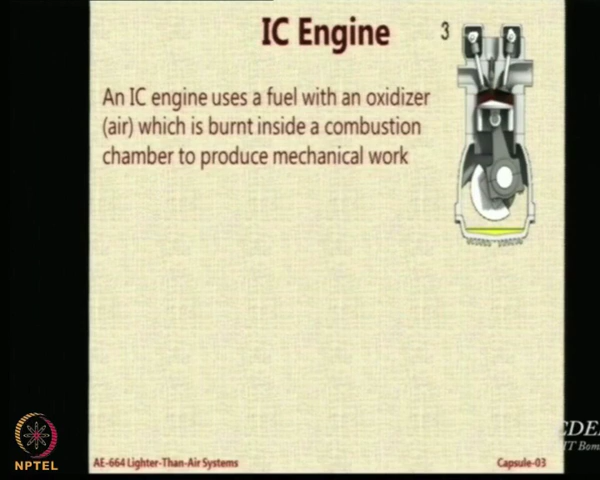 IC Engine
3
An IC engine uses a fuel with an oxidizer
(air) which is burnt inside a combustion
chamber to produce mechanical work
NPTEL
AE-664 Lighter-Than-Air Systems
Capsule-03